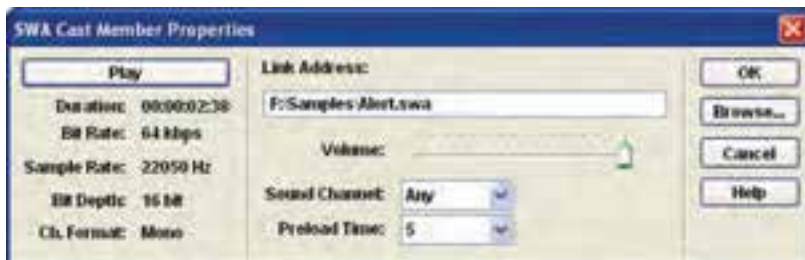 SWA Cast Member Properties
Play
Duration: 00:00:02:38
Bit Rate: 64 kbps
Sample Rate: 22050 Hz
Bit Depth: 16 bit
Ch. Format: Mono
Link Address:
F:\Samples\Alert.swa
Volume:
Sound Channel: Any
Preload Time: 5
OK
Browse...
Cancel
Help